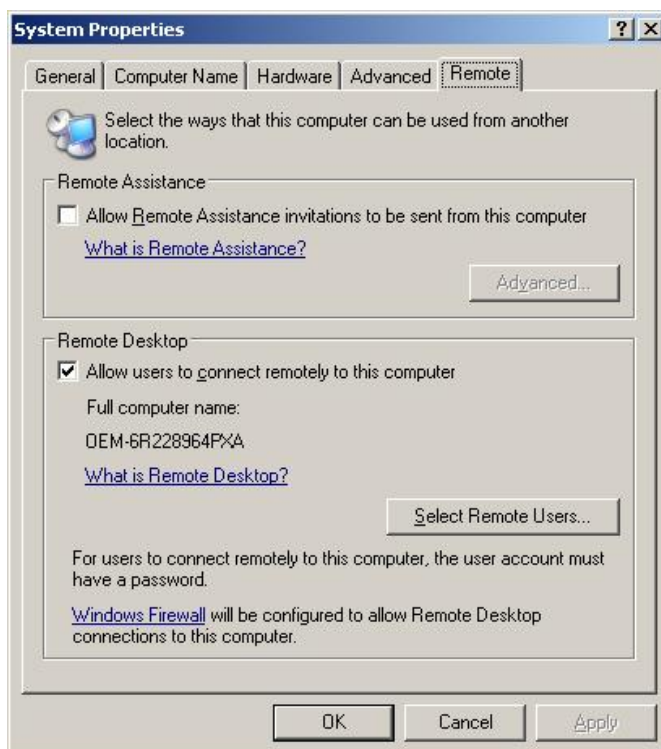 System Properties
General
Computer Name
Hardware
Advanced
Remote
Select the ways that this computer can be used from another
location.
Remote Assistance
Allow Remote Assistance invitations to be sent from this computer
What is Remote Assistance?
Advanced...
Remote Desktop
Allow users to connect remotely to this computer
Full computer name:
OEM-6R228964PXA
What is Remote Desktop?
Select Remote Users...
For users to connect remotely to this computer, the user account must
have a password.
Windows Firewall will be configured to allow Remote Desktop
connections to this computer.
OK
Cancel
Apply